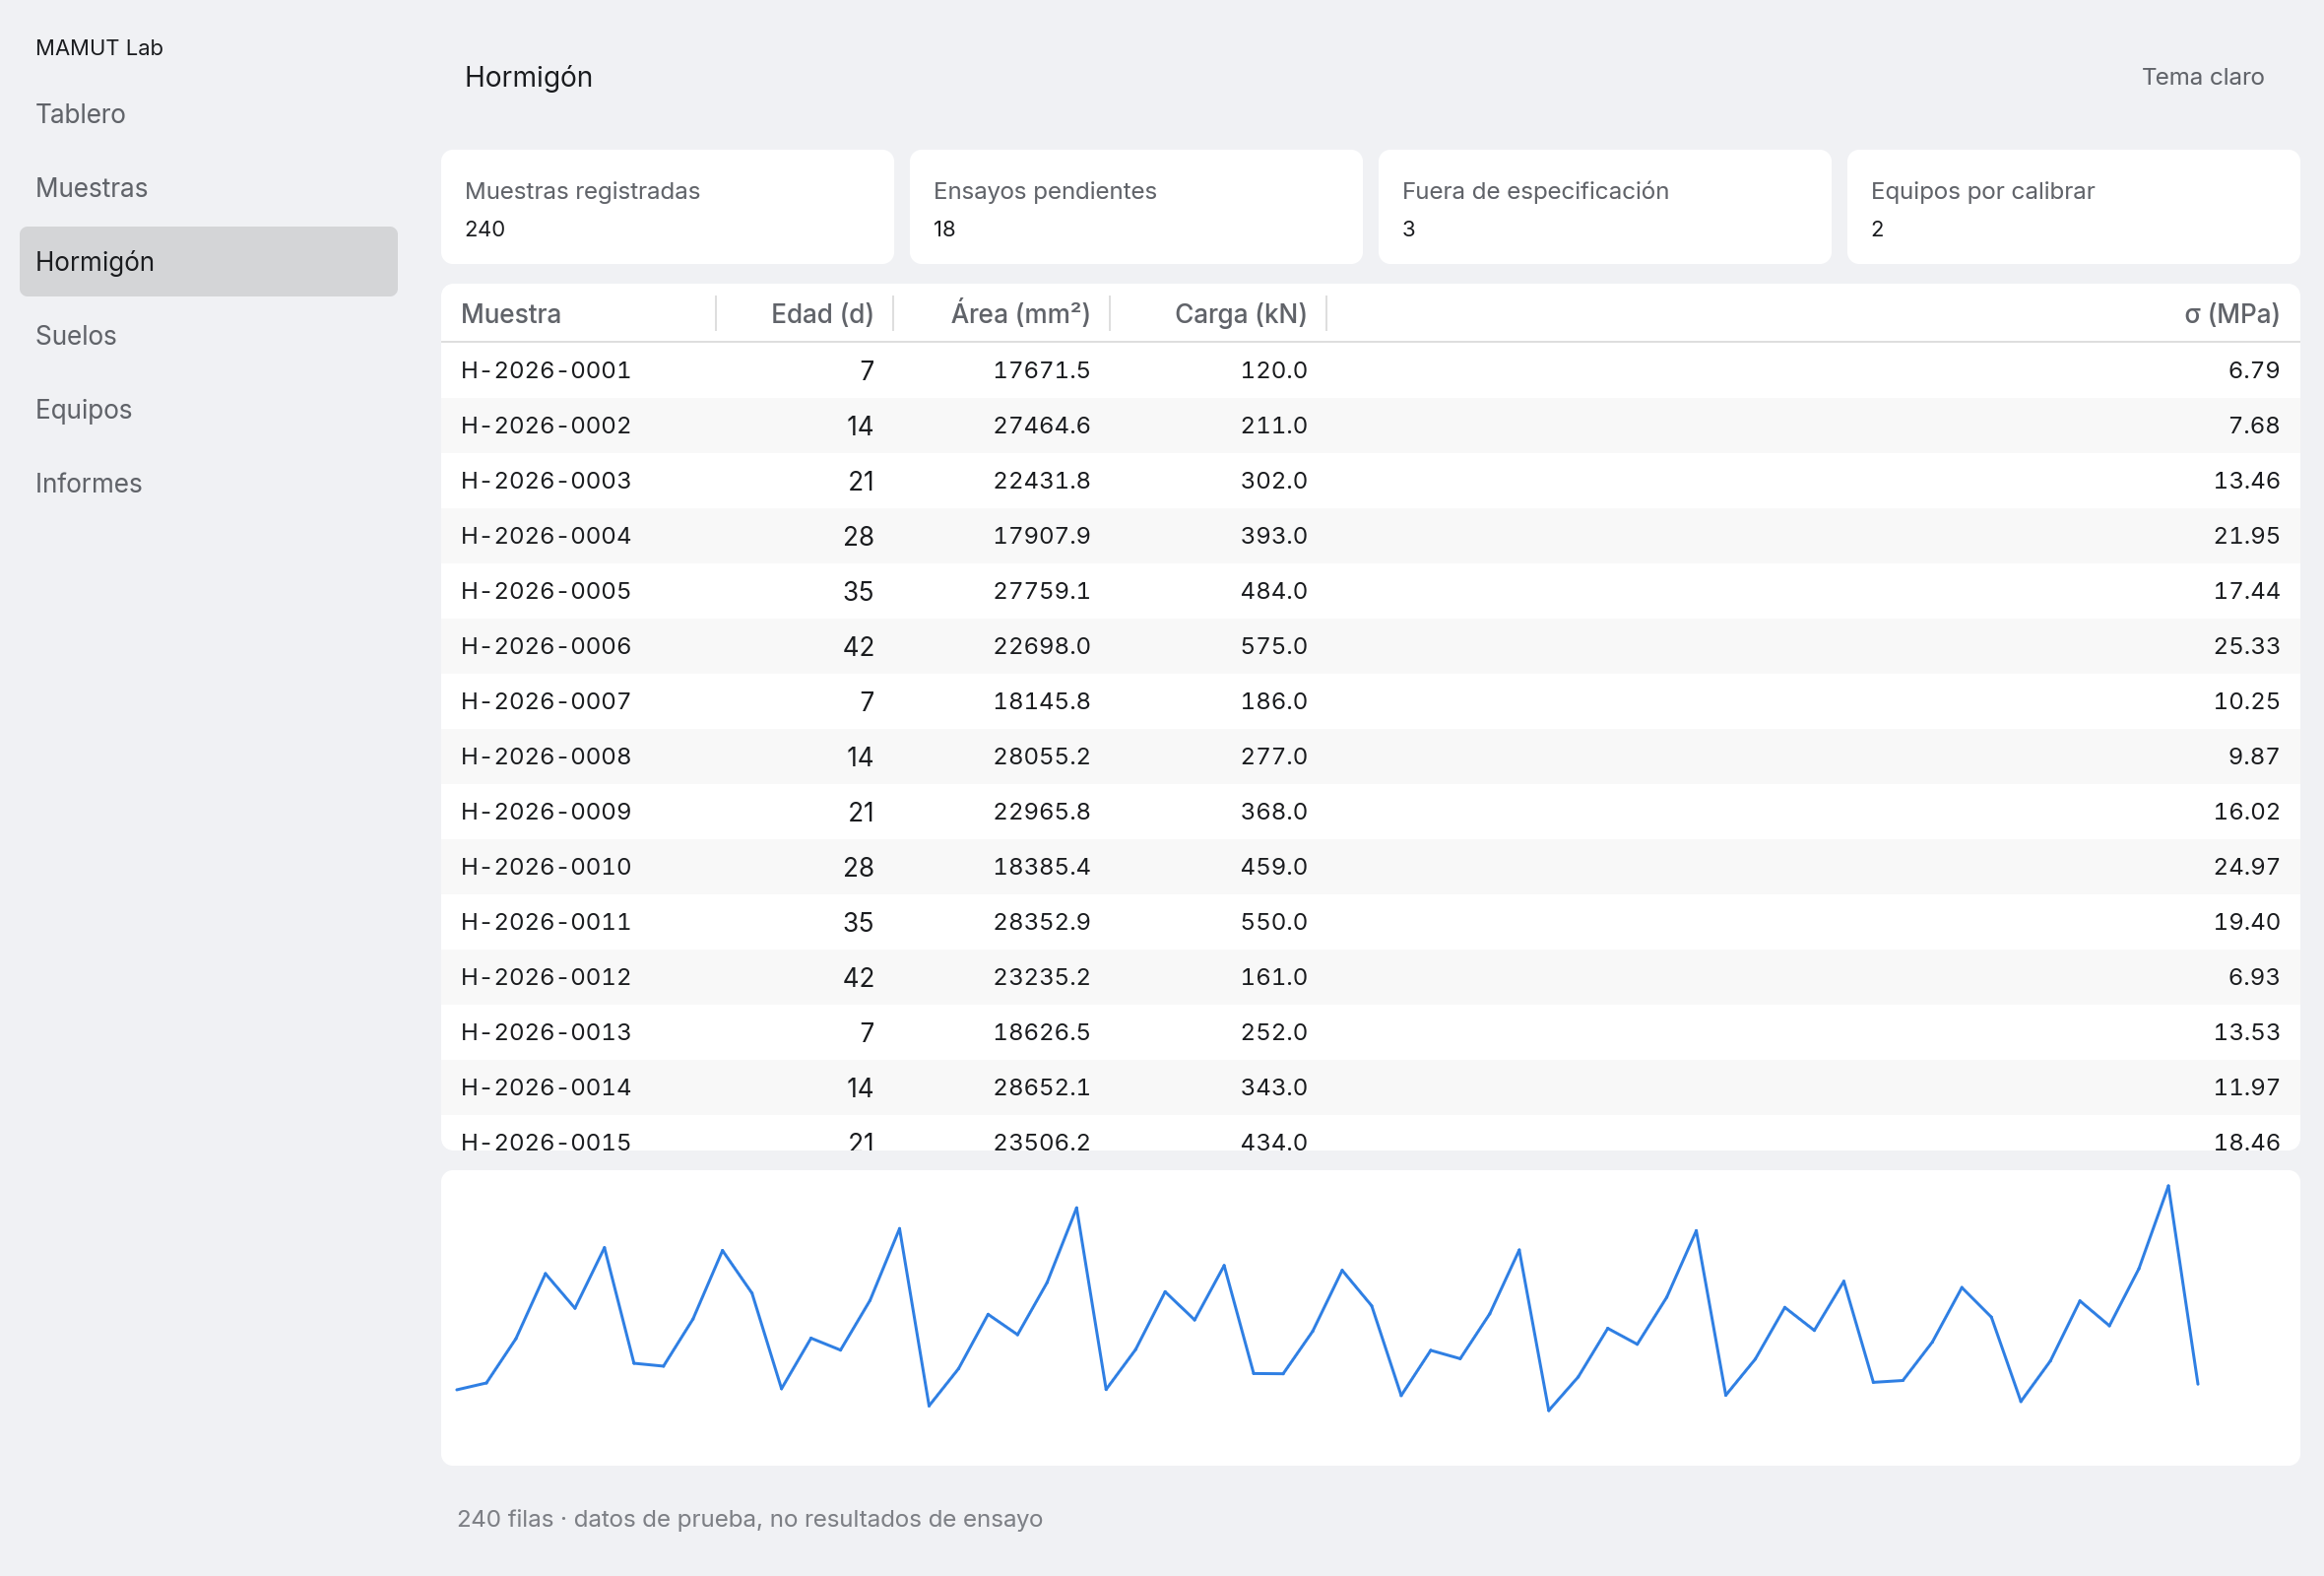 MAMUT Lab
Tablero
Muestras
Hormigón
Suelos
Equipos
Informes
Hormigón Tema claro
Muestras registradas Ensayos pendientes Fuera de especificación Equipos por calibrar
240 18 3 2
Muestra Edad (d) Área (mm²) Carga (kN) σ (MPa)
H-2026-0001 7 17671.5 120.0 6.79
H-2026-0002 14 27464.6 211.0 7.68
H-2026-0003 21 22431.8 302.0 13.46
H-2026-0004 28 17907.9 393.0 21.95
H-2026-0005 35 27759.1 484.0 17.44
H-2026-0006 42 22698.0 575.0 25.33
H-2026-0007 7 18145.8 186.0 10.25
H-2026-0008 14 28055.2 277.0 9.87
H-2026-0009 21 22965.8 368.0 16.02
H-2026-0010 28 18385.4 459.0 24.97
H-2026-0011 35 28352.9 550.0 19.40
H-2026-0012 42 23235.2 161.0 6.93
H-2026-0013 7 18626.5 252.0 13.53
H-2026-0014 14 28652.1 343.0 11.97
H-2026-0015 21 23506.2 434.0 18.46
240 filas · datos de prueba, no resultados de ensayo